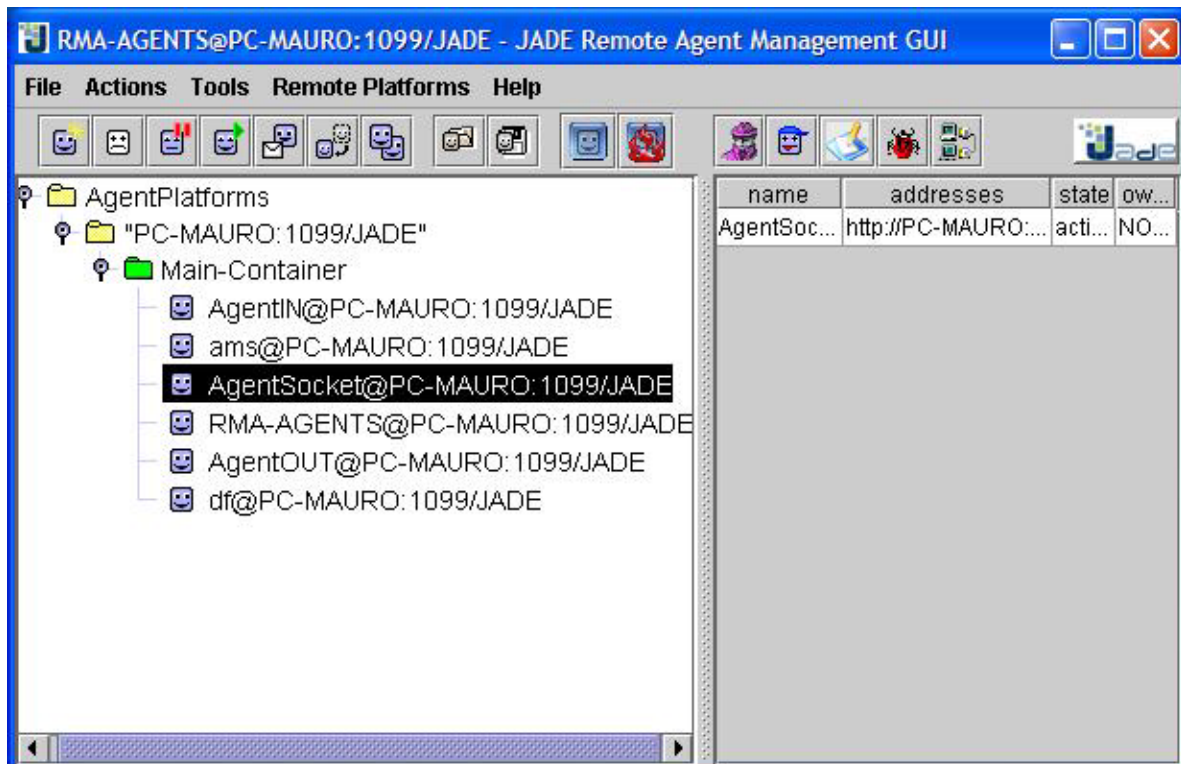 RMA-AGENTS@PC-MAURO:1099/JADE - JADE Remote Agent Management GUI
File Actions Tools Remote Platforms Help
Jade
AgentPlatforms
"PC-MAURO:1099/JADE"
Main-Container
AgentIN@PC-MAURO:1099/JADE
ams@PC-MAURO:1099/JADE
AgentSocket@PC-MAURO:1099/JADE
RMA-AGENTS@PC-MAURO:1099/JADE
AgentOUT@PC-MAURO:1099/JADE
df@PC-MAURO:1099/JADE
name addresses state ow...
AgentSoc... http://PC-MAURO:... acti... NO...